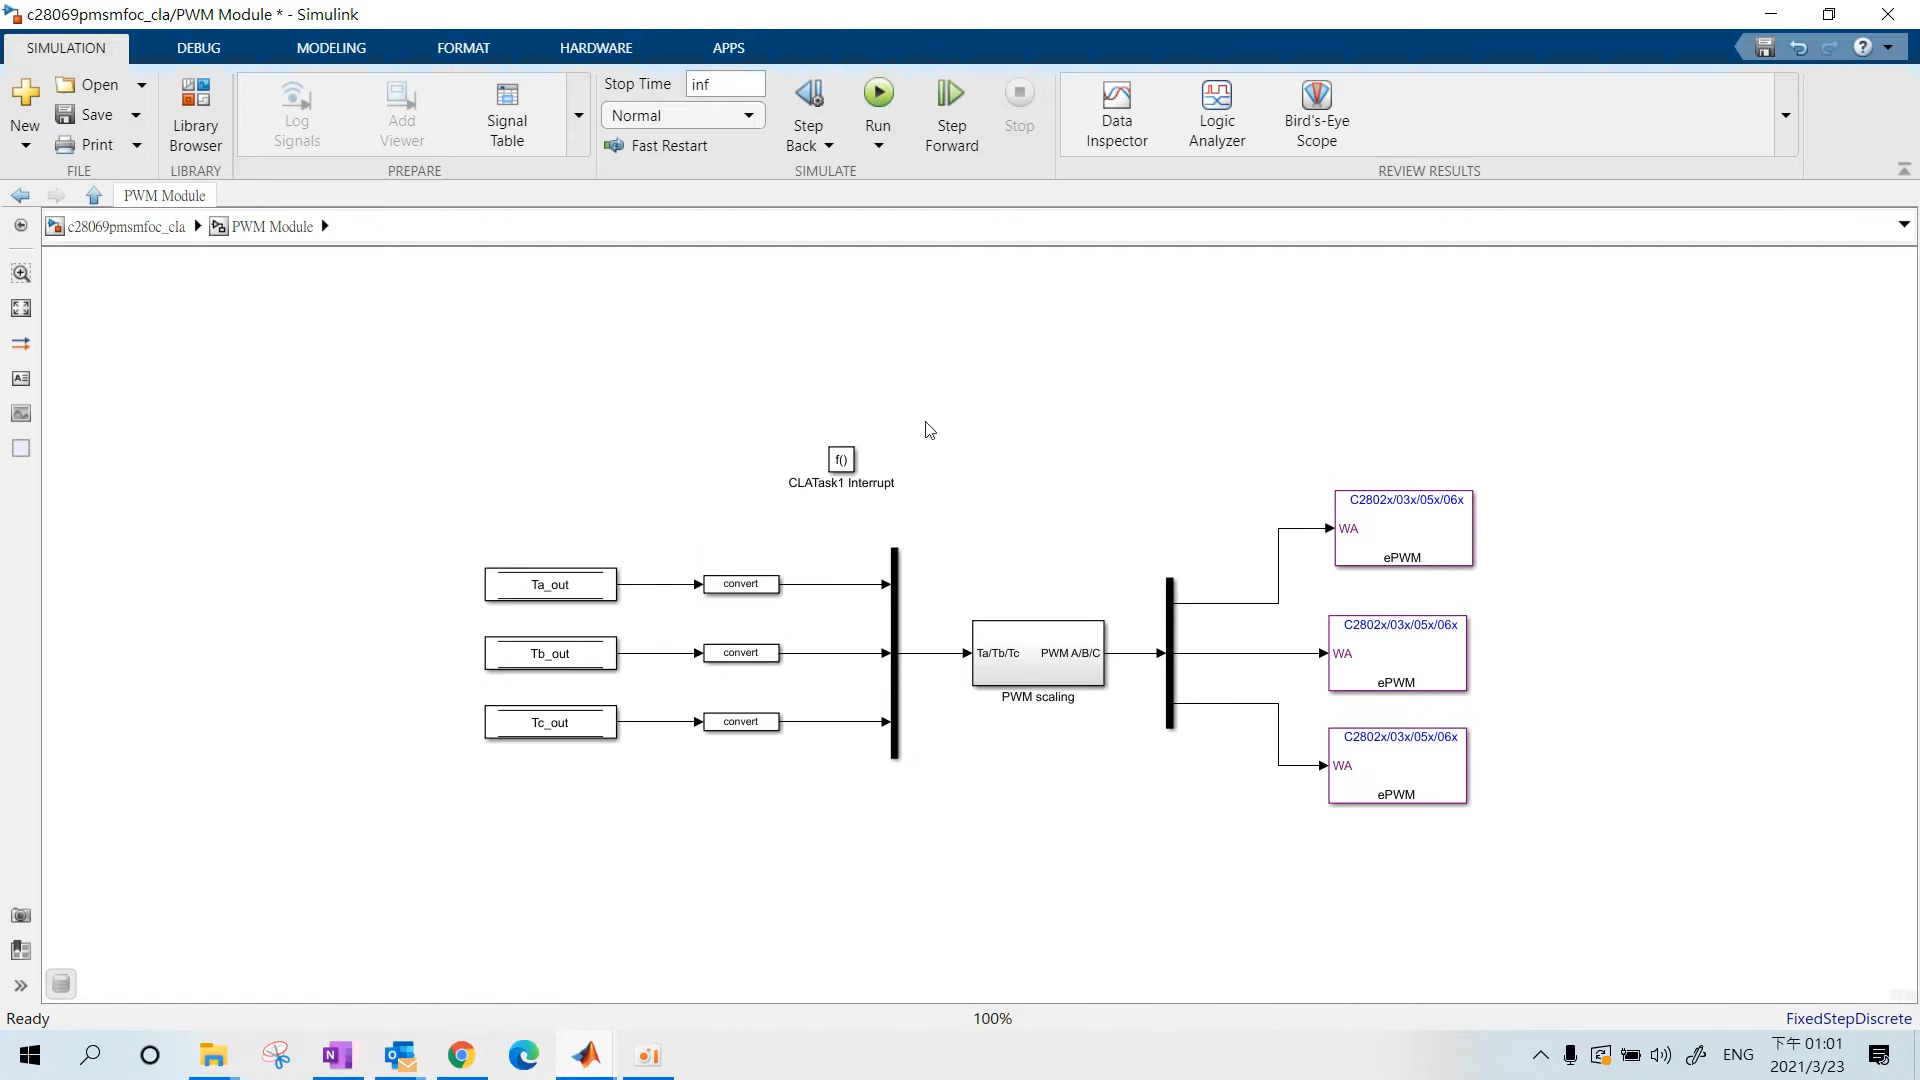 c28069pmsmfoc_cla/PWM Module * - Simulink
SIMULATION
DEBUG
MODELING
FORMAT
HARDWARE
APPS
New
Open
Save
Print
FILE
Library
Browser
LIBRARY
Log
Signals
Add
Viewer
Signal
Table
PREPARE
Stop Time
inf
Normal
Fast Restart
Step
Back
Run
Step
Forward
Stop
SIMULATE
Data
Inspector
Logic
Analyzer
Bird's-Eye
Scope
REVIEW RESULTS
PWM Module
c28069pmsmfoc_cla
PWM Module
f()
CLATask1 Interrupt
Ta_out
convert
Tb_out
convert
Tc_out
convert
Ta/Tb/Tc
PWM A/B/C
PWM scaling
C2802x/03x/05x/06x
WA
ePWM
C2802x/03x/05x/06x
WA
ePWM
C2802x/03x/05x/06x
WA
ePWM
Ready
100%
FixedStepDiscrete
ENG
下午 01:01
2021/3/23